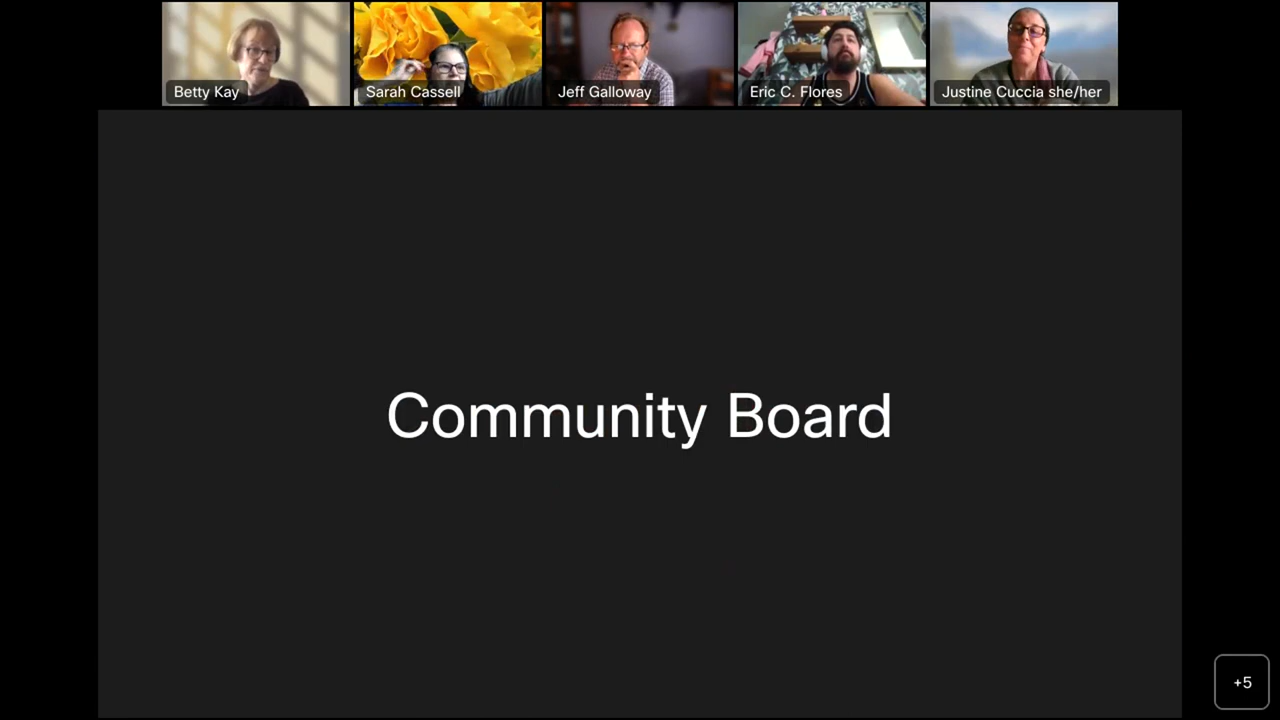 Betty Kay
Sarah Cassell
Jeff Galloway
Eric C. Flores
Justine Cuccia she/her
Community Board
+5